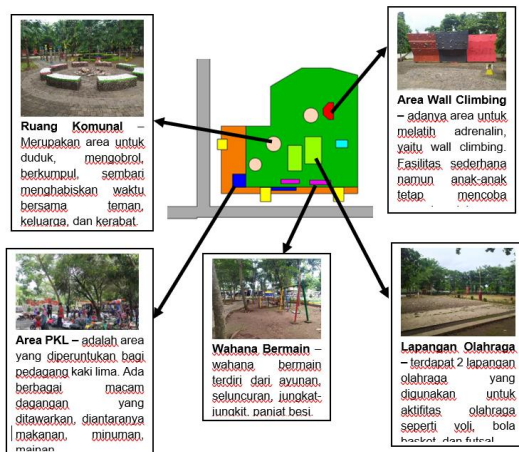 Ruang Komunal –
Merupakan area untuk
duduk, mengobrol,
berkumpul, sembari
menghabiskan waktu
bersama teman,
keluarga, dan kerabat.
Area Wall Climbing
– adanya area untuk
melatih adrenalin,
yaitu wall climbing.
Fasilitas sederhana
namun anak-anak
tetap mencoba
Area PKL – adalah area
yang diperuntukan bagi
pedagang kaki lima. Ada
berbagai macam
dagangan yang
ditawarkan, diantaranya
makanan, minuman,
mainan
Wahana Bermain –
wahana bermain
terdiri dari ayunan,
seluncuran, jungkat-
jungkit, panjat besi.
Lapangan Olahraga
– terdapat 2 lapangan
olahraga yang
digunakan untuk
aktifitas olahraga
seperti voli, bola
basket, dan futsal